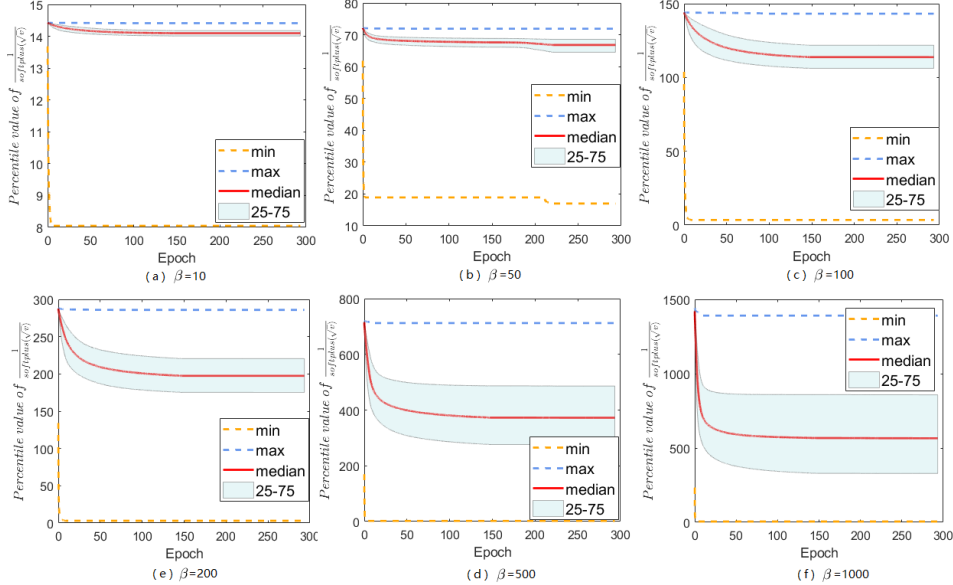 15
14
13
12
11
10
9
8
0 50 100 150 200 250 300
Percentile value of 1/softplus(√v)
Epoch
min
max
median
25-75
(a) β=10
80
70
60
50
40
30
20
10
0 50 100 150 200 250 300
Percentile value of 1/softplus(√v)
Epoch
min
max
median
25-75
(b) β=50
150
100
50
0
0 50 100 150 200 250 300
Percentile value of 1/softplus(√v)
Epoch
min
max
median
25-75
(c) β=100
300
250
200
150
100
50
0
0 50 100 150 200 250 300
Percentile value of 1/softplus(√v)
Epoch
min
max
median
25-75
(e) β=200
800
600
400
200
0
0 50 100 150 200 250 300
Percentile value of 1/softplus(√v)
Epoch
min
max
median
25-75
(d) β=500
1500
1000
500
0
0 50 100 150 200 250 300
Percentile value of 1/softplus(√v)
Epoch
min
max
median
25-75
(f) β=1000